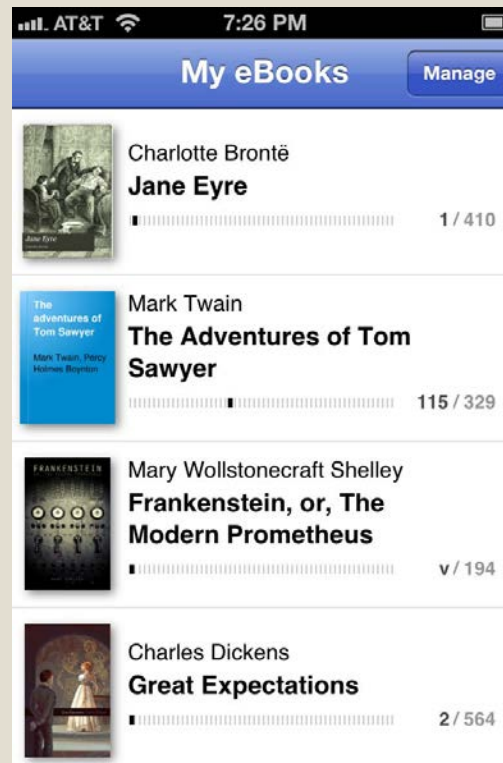 AT&T 7:26 PM
My eBooks Manage
Charlotte Brontë
Jane Eyre
1 / 410
Jane Eyre
Mark Twain
The Adventures of Tom
Sawyer
115 / 329
The
adventures of
Tom Sawyer
Mark Twain, Percy
Holmes Boynton
Mary Wollstonecraft Shelley
Frankenstein, or, The
Modern Prometheus
v / 194
FRANKENSTEIN
Charles Dickens
Great Expectations
2 / 564